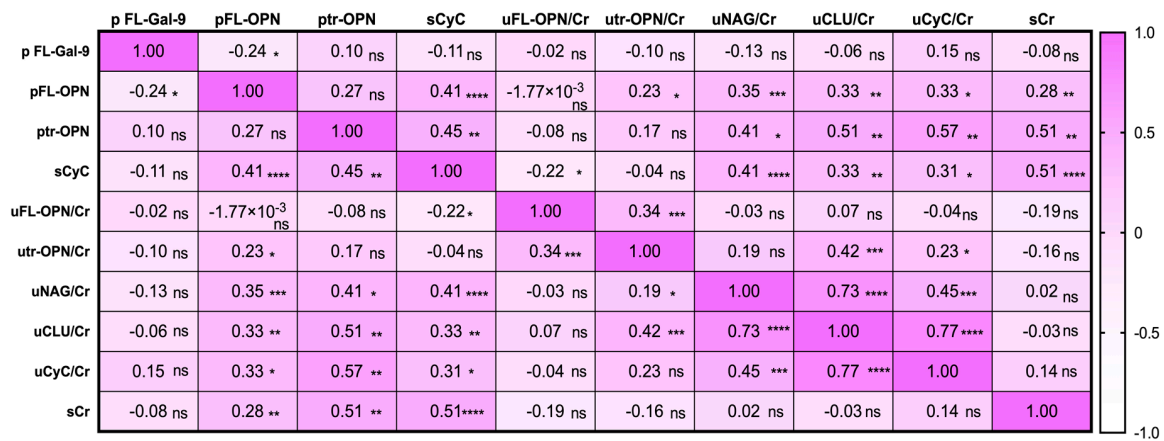 p FL-Gal-9 pFL-OPN ptr-OPN sCyC uFL-OPN/Cr utr-OPN/Cr uNAG/Cr uCLU/Cr uCyC/Cr sCr
p FL-Gal-9 1.00 -0.24 * 0.10 ns -0.11 ns -0.02 ns -0.10 ns -0.13 ns -0.06 ns 0.15 ns -0.08 ns 1.0
pFL-OPN -0.24 * 1.00 0.27 ns 0.41 **** -1.77×10-3 ns 0.23 * 0.35 *** 0.33 ** 0.33 * 0.28 **
ptr-OPN 0.10 ns 0.27 ns 1.00 0.45 ** -0.08 ns 0.17 ns 0.41 * 0.51 ** 0.57 ** 0.51 ** 0.5
sCyC -0.11 ns 0.41 **** 0.45 ** 1.00 -0.22 * -0.04 ns 0.41 **** 0.33 ** 0.31 * 0.51 ****
uFL-OPN/Cr -0.02 ns -1.77×10-3 ns -0.08 ns -0.22 * 1.00 0.34 *** -0.03 ns 0.07 ns -0.04 ns -0.19 ns 0
utr-OPN/Cr -0.10 ns 0.23 * 0.17 ns -0.04 ns 0.34 *** 1.00 0.19 ns 0.42 *** 0.23 * -0.16 ns
uNAG/Cr -0.13 ns 0.35 *** 0.41 * 0.41 **** -0.03 ns 0.19 * 1.00 0.73 **** 0.45 *** 0.02 ns
uCLU/Cr -0.06 ns 0.33 ** 0.51 ** 0.33 ** 0.07 ns 0.42 *** 0.73 **** 1.00 0.77 **** -0.03 ns -0.5
uCyC/Cr 0.15 ns 0.33 * 0.57 ** 0.31 * -0.04 ns 0.23 ns 0.45 *** 0.77 **** 1.00 0.14 ns
sCr -0.08 ns 0.28 ** 0.51 ** 0.51 **** -0.19 ns -0.16 ns 0.02 ns -0.03 ns 0.14 ns 1.00
-1.0